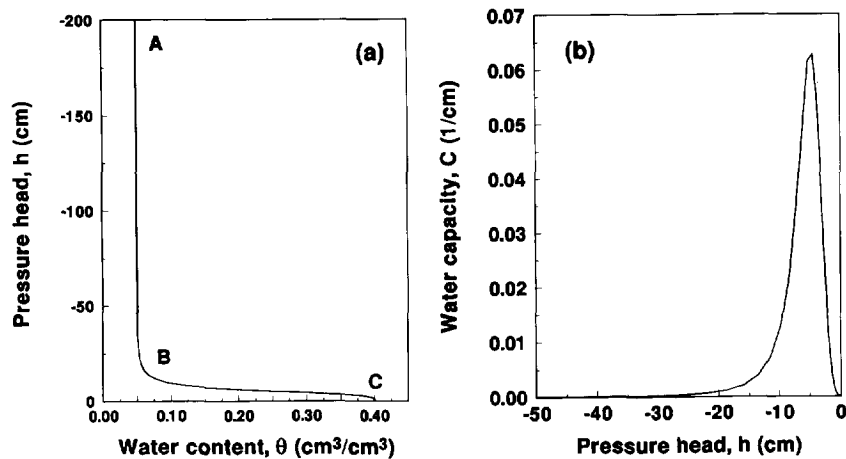 (a)
A
B
C
-200
-150
-100
-50
0
Pressure head, h (cm)
0.00 0.10 0.20 0.30 0.40
Water content, θ (cm³/cm³)
(b)
0.07
0.06
0.05
0.04
0.03
0.02
0.01
0.00
Water capacity, C (1/cm)
-50 -40 -30 -20 -10 0
Pressure head, h (cm)